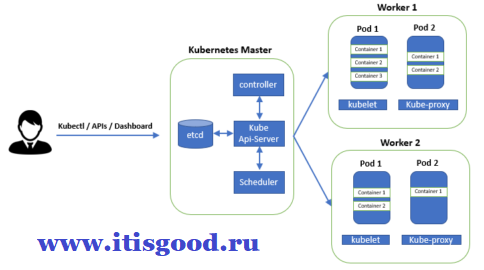 Worker 1
Pod 1
Pod 2
Container 1
Container 2
Container 3
Container 1
Container 2
kubelet
Kube-proxy
Kubernetes Master
controller
etcd
Kube
Api-Server
Scheduler
Kubectl / APIs / Dashboard
Worker 2
Pod 1
Pod 2
Container 1
Container 2
Container 1
kubelet
Kube-proxy
www.itisgood.ru